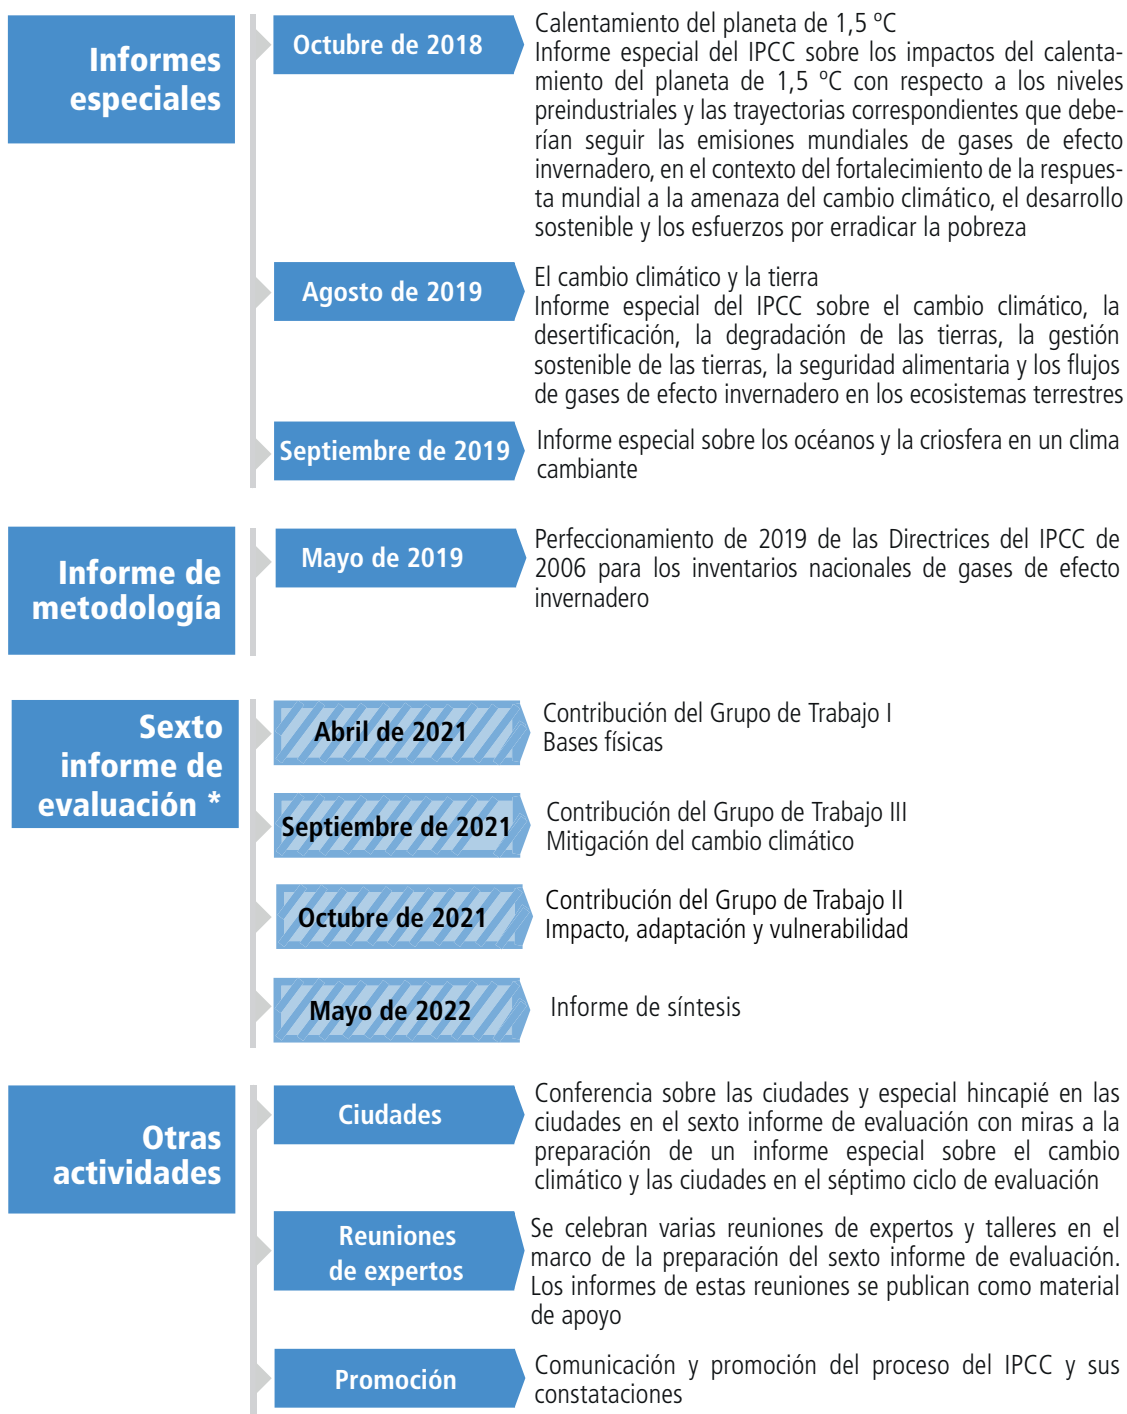 Informes
especiales
Octubre de 2018
Calentamiento del planeta de 1,5 ºC
Informe especial del IPCC sobre los impactos del calenta-
miento del planeta de 1,5 ºC con respecto a los niveles
preindustriales y las trayectorias correspondientes que debe-
rían seguir las emisiones mundiales de gases de efecto
invernadero, en el contexto del fortalecimiento de la respues-
ta mundial a la amenaza del cambio climático, el desarrollo
sostenible y los esfuerzos por erradicar la pobreza
Agosto de 2019
El cambio climático y la tierra
Informe especial del IPCC sobre el cambio climático, la
desertificación, la degradación de las tierras, la gestión
sostenible de las tierras, la seguridad alimentaria y los flujos
de gases de efecto invernadero en los ecosistemas terrestres
Septiembre de 2019
Informe especial sobre los océanos y la criosfera en un clima
cambiante
Informe de
metodología
Mayo de 2019
Perfeccionamiento de 2019 de las Directrices del IPCC de
2006 para los inventarios nacionales de gases de efecto
invernadero
Sexto
informe de
evaluación *
Abril de 2021
Contribución del Grupo de Trabajo I
Bases físicas
Septiembre de 2021
Contribución del Grupo de Trabajo III
Mitigación del cambio climático
Octubre de 2021
Contribución del Grupo de Trabajo II
Impacto, adaptación y vulnerabilidad
Mayo de 2022
Informe de síntesis
Otras
actividades
Ciudades
Conferencia sobre las ciudades y especial hincapié en las
ciudades en el sexto informe de evaluación con miras a la
preparación de un informe especial sobre el cambio
climático y las ciudades en el séptimo ciclo de evaluación
Reuniones
de expertos
Se celebran varias reuniones de expertos y talleres en el
marco de la preparación del sexto informe de evaluación.
Los informes de estas reuniones se publican como material
de apoyo
Promoción
Comunicación y promoción del proceso del IPCC y sus
constataciones